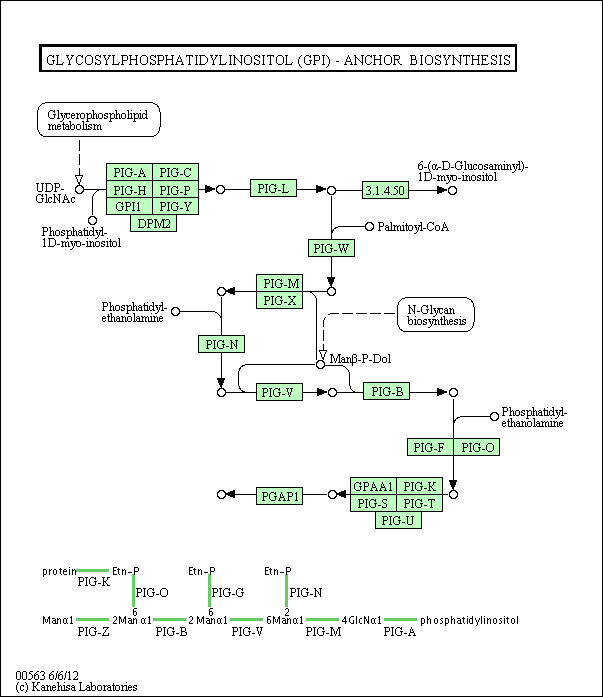 GLYCOSYLPHOSPHATIDYLINOSITOL (GPI) - ANCHOR BIOSYNTHESIS
Glycerophospholipid
metabolism
UDP-
GlcNAc
Phosphatidyl-
1D-myo-inositol
PIG-A PIG-C
PIG-H PIG-P
GPI1 PIG-Y
DPM2
PIG-L
3.1.4.50
6-(α-D-Glucosaminyl)-
1D-myo-inositol
Palmitoyl-CoA
PIG-W
PIG-M
PIG-X
Phosphatidyl-
ethanolamine
N-Glycan
biosynthesis
PIG-N
Manβ-P-Dol
PIG-V
PIG-B
Phosphatidyl-
ethanolamine
PIG-F PIG-O
GPAA1 PIG-K
PIG-S PIG-T
PIG-U
PGAP1
protein Etn-P Etn-P Etn-P
PIG-K
PIG-O PIG-G PIG-N
6 6 2
Manα1 2Manα1 2Manα1 6Manα1 4GlcNα1 phosphatidylinositol
PIG-Z PIG-B PIG-V PIG-M PIG-A
00563 6/6/12
(c) Kanehisa Laboratories